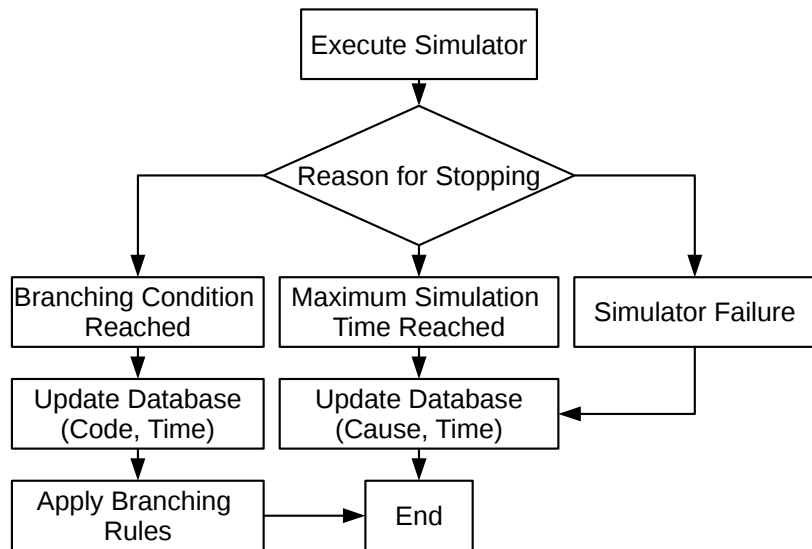 Execute Simulator
Reason for Stopping
Branching Condition
Reached
Maximum Simulation
Time Reached
Simulator Failure
Update Database
(Code, Time)
Update Database
(Cause, Time)
Apply Branching
Rules
End